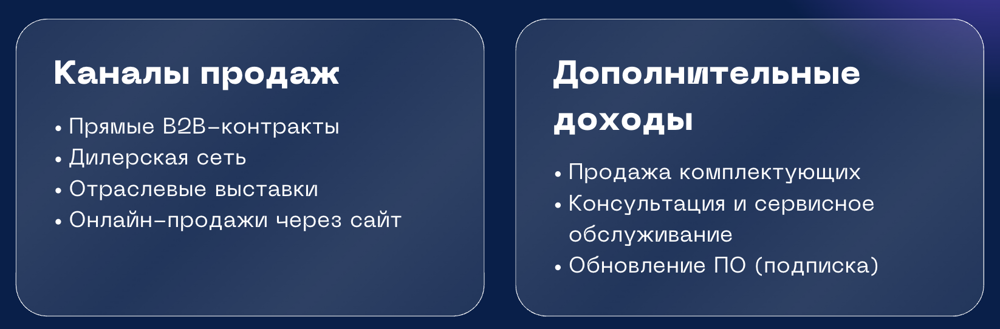 Каналы продаж
• Прямые B2B-контракты
• Дилерская сеть
• Отраслевые выставки
• Онлайн-продажи через сайт
Дополнительные
доходы
• Продажа комплектующих
• Консультация и сервисное
обслуживание
• Обновление ПО (подписка)